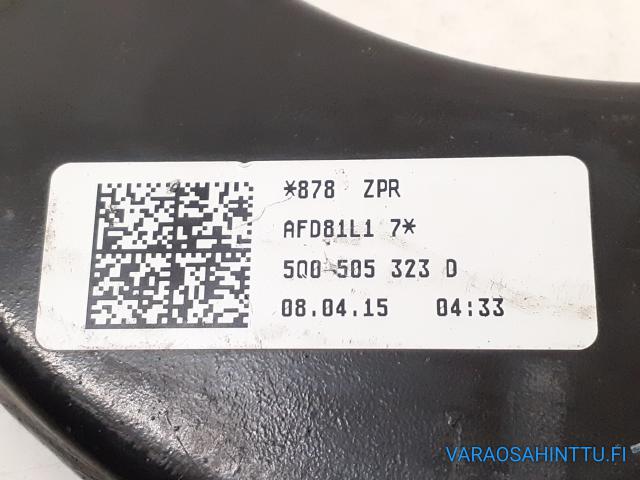 *878 ZPR
AFD81L1 7*
5Q0 505 323 D
08.04.15 04:33
VARAOSAHINTTU.FI